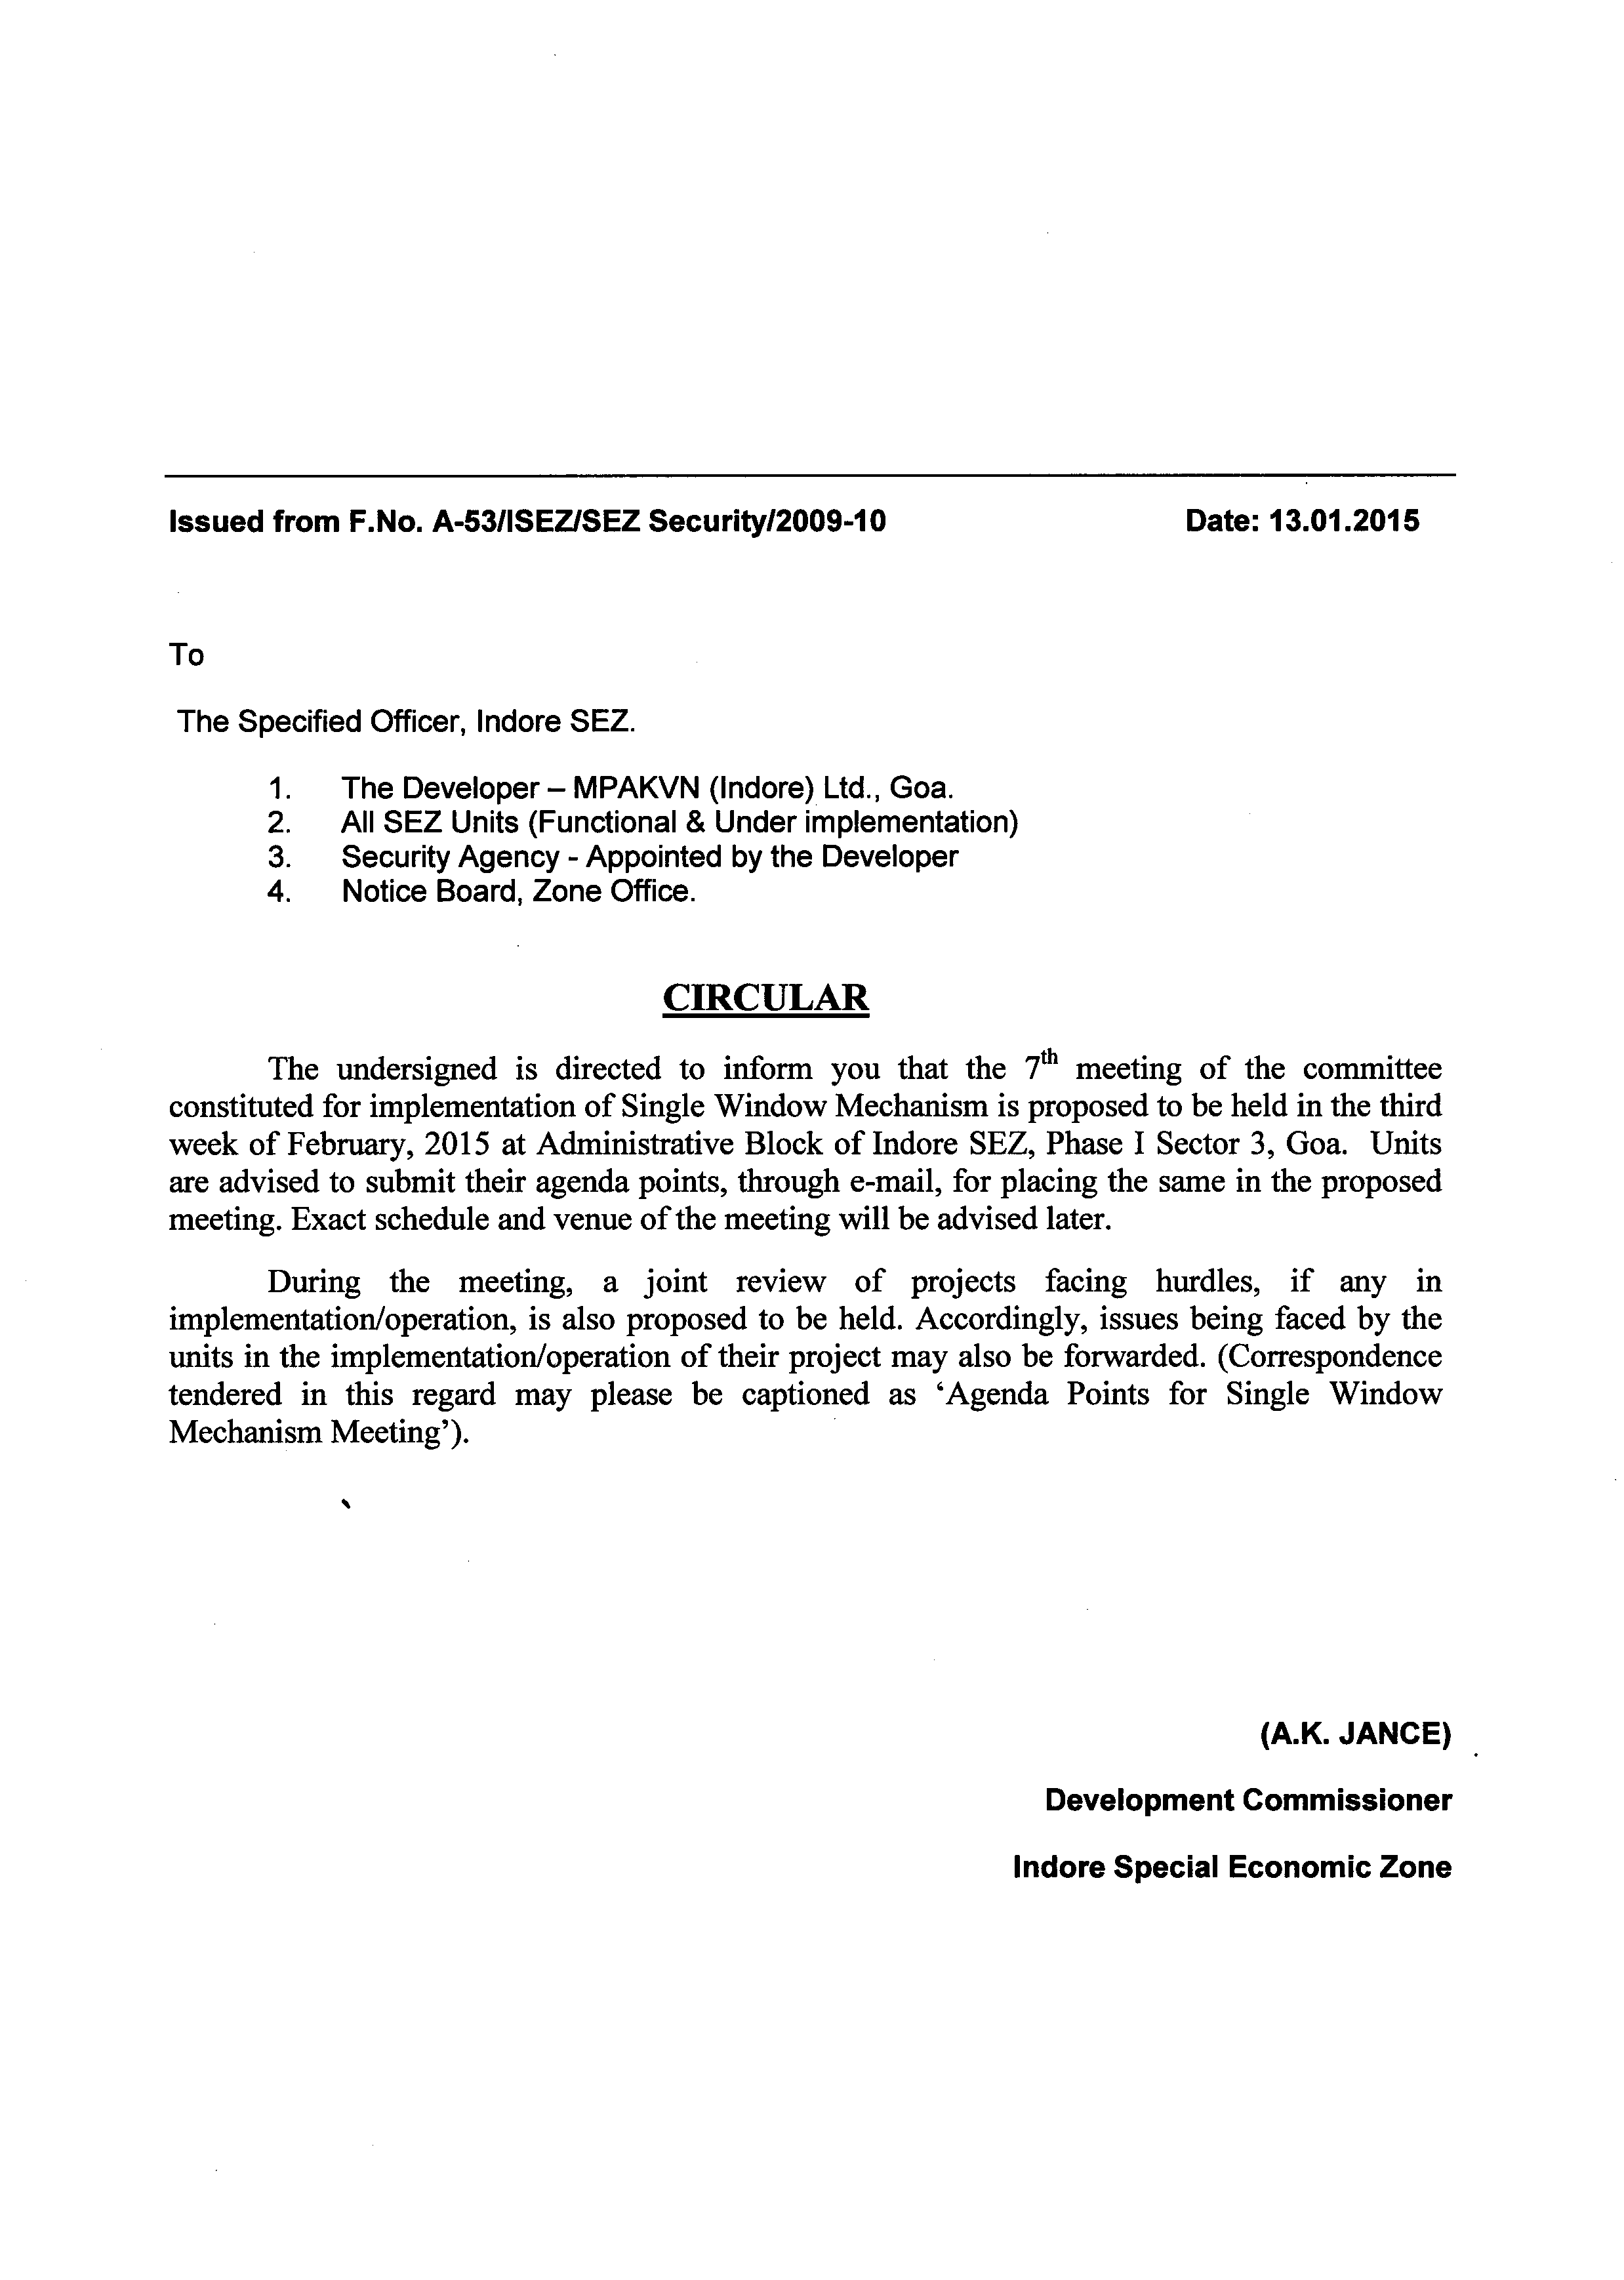 Issued from F.No. A-53/ISEZ/SEZ Security/2009-10 Date: 13.01.2015
To
The Specified Officer, Indore SEZ.
1. The Developer – MPAKVN (Indore) Ltd., Goa.
2. All SEZ Units (Functional & Under implementation)
3. Security Agency - Appointed by the Developer
4. Notice Board, Zone Office.
CIRCULAR
The undersigned is directed to inform you that the 7th meeting of the committee
constituted for implementation of Single Window Mechanism is proposed to be held in the third
week of February, 2015 at Administrative Block of Indore SEZ, Phase I Sector 3, Goa. Units
are advised to submit their agenda points, through e-mail, for placing the same in the proposed
meeting. Exact schedule and venue of the meeting will be advised later.
During the meeting, a joint review of projects facing hurdles, if any in
implementation/operation, is also proposed to be held. Accordingly, issues being faced by the
units in the implementation/operation of their project may also be forwarded. (Correspondence
tendered in this regard may please be captioned as ‘Agenda Points for Single Window
Mechanism Meeting’).
(A.K. JANCE)
Development Commissioner
Indore Special Economic Zone